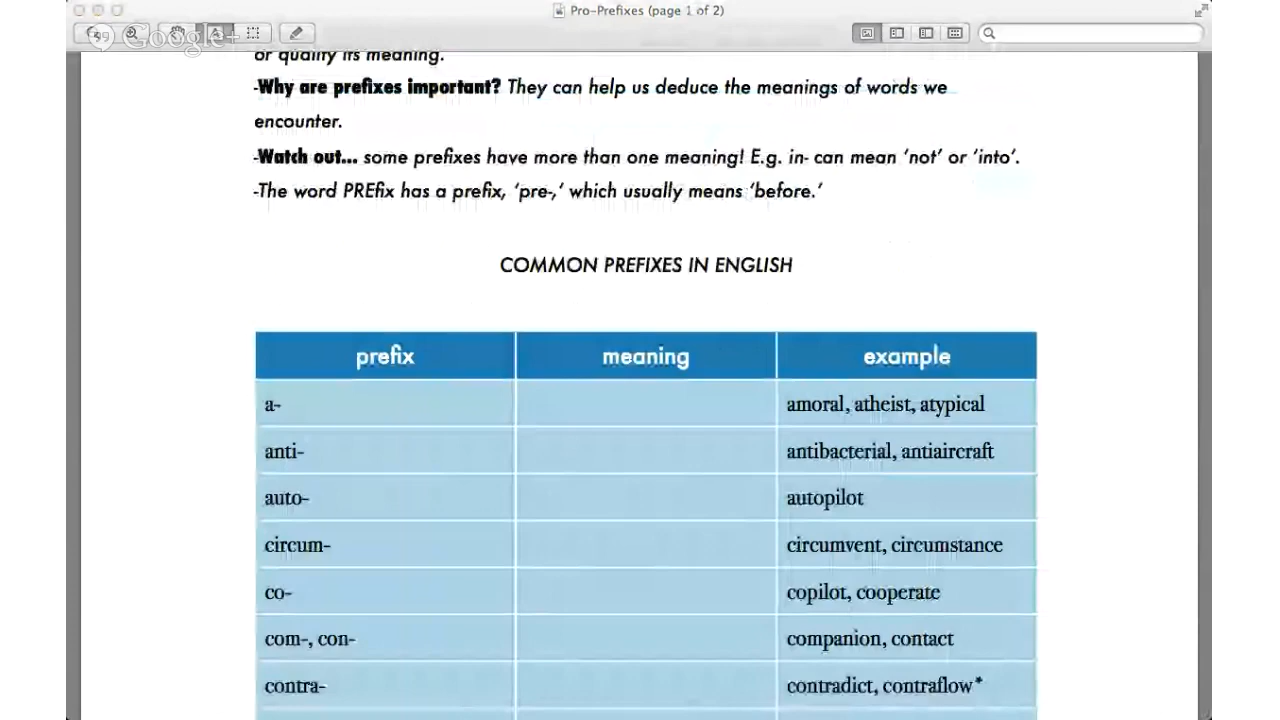 Pro-Prefixes (page 1 of 2)
Google+
or qualify its meaning.
-Why are prefixes important? They can help us deduce the meanings of words we
encounter.
-Watch out... some prefixes have more than one meaning! E.g. in- can mean ‘not’ or ‘into’.
-The word PREfix has a prefix, ‘pre-,’ which usually means ‘before.’
COMMON PREFIXES IN ENGLISH
prefix meaning example
a- amoral, atheist, atypical
anti- antibacterial, antiaircraft
auto- autopilot
circum- circumvent, circumstance
co- copilot, cooperate
com-, con- companion, contact
contra- contradict, contraflow*